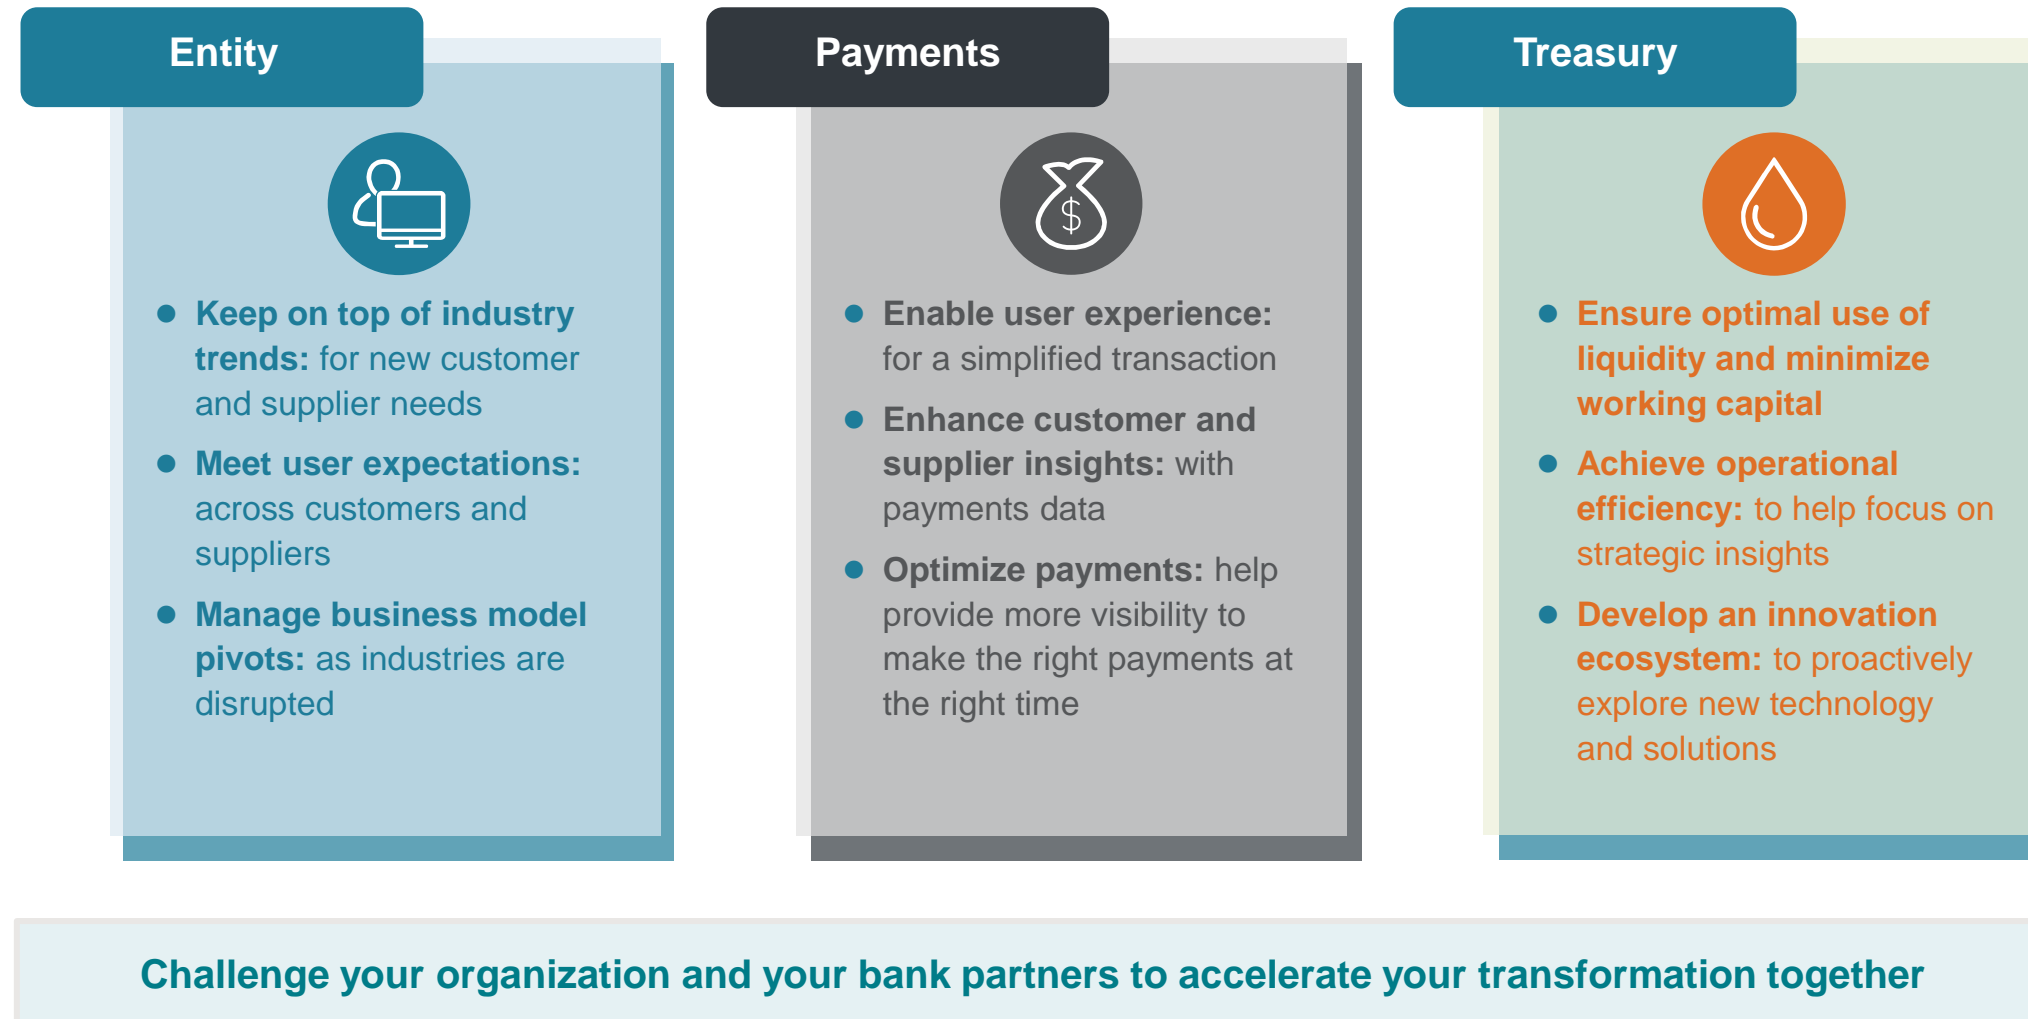 Entity
Keep on top of industry
trends: for new customer
and supplier needs
Meet user expectations:
across customers and
suppliers
Manage business model
pivots: as industries are
disrupted
Payments
$
Enable user experience:
for a simplified transaction
Enhance customer and
supplier insights: with
payments data
Optimize payments: help
provide more visibility to
make the right payments at
the right time
Treasury
Ensure optimal use of
liquidity and minimize
working capital
Achieve operational
efficiency: to help focus on
strategic insights
Develop an innovation
ecosystem: to proactively
explore new technology
and solutions
Challenge your organization and your bank partners to accelerate your transformation together